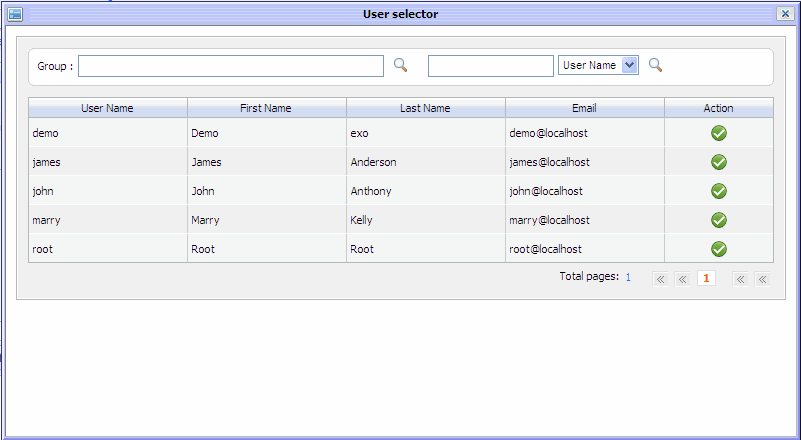 User selector
Group : User Name
User Name First Name Last Name Email Action
demo Demo exo demo@localhost
james James Anderson james@localhost
john John Anthony john@localhost
marry Marry Kelly marry@localhost
root Root Root root@localhost
Total pages: 1 « « 1 « «